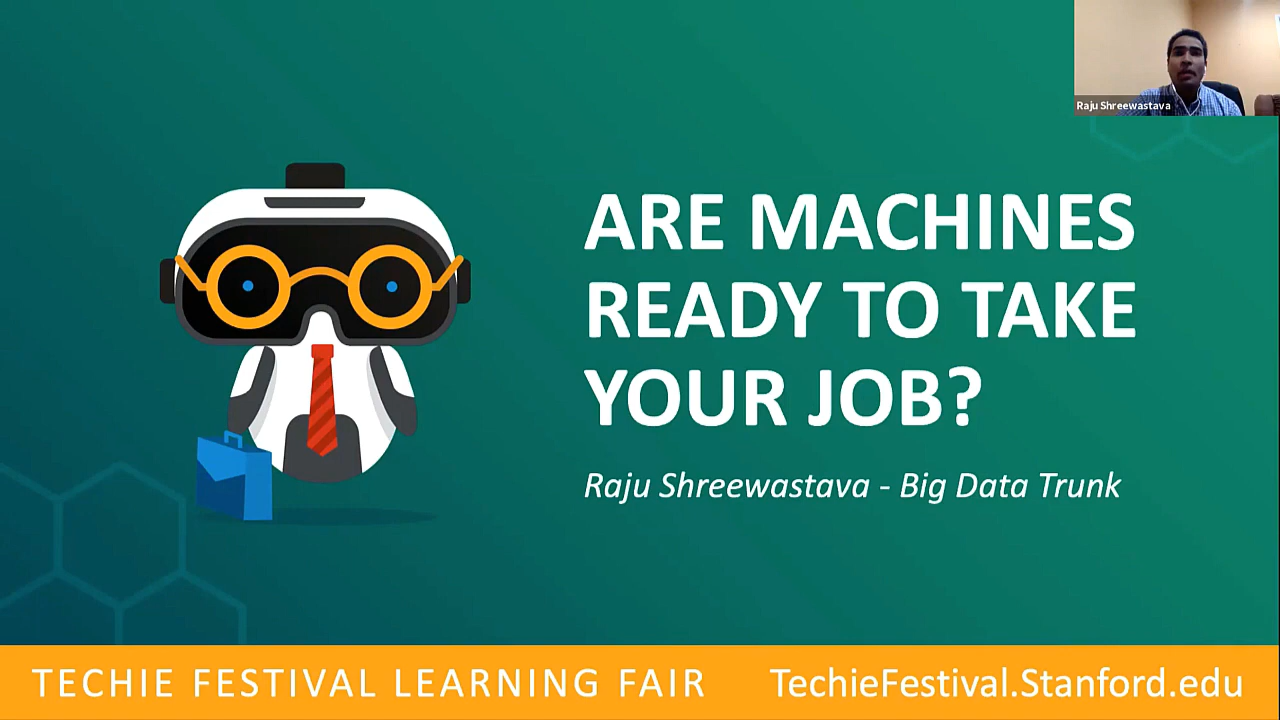 Raju Shreewastava
ARE MACHINES
READY TO TAKE
YOUR JOB?
Raju Shreewastava - Big Data Trunk
TECHIE FESTIVAL LEARNING FAIR
TechieFestival.Stanford.edu